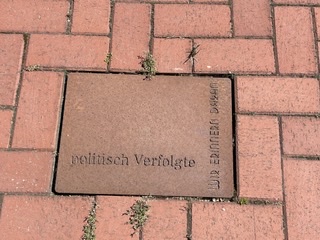 politisch Verfolgte
WIR ERINNERN DARAN